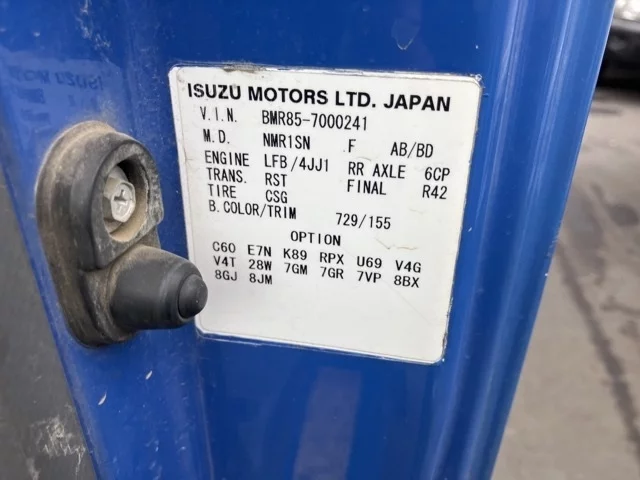 ISUZU MOTORS LTD. JAPAN
V.I.N. BMR85-7000241
M.D. NMR1SN F AB/BD
ENGINE LFB/4JJ1 RR AXLE 6CP
TRANS. RST FINAL R42
TIRE CSG
B.COLOR/TRIM 729/155
OPTION
C60 E7N K89 RPX U69 V4G
V4T 28W 7GM 7GR 7VP 8BX
8GJ 8JM